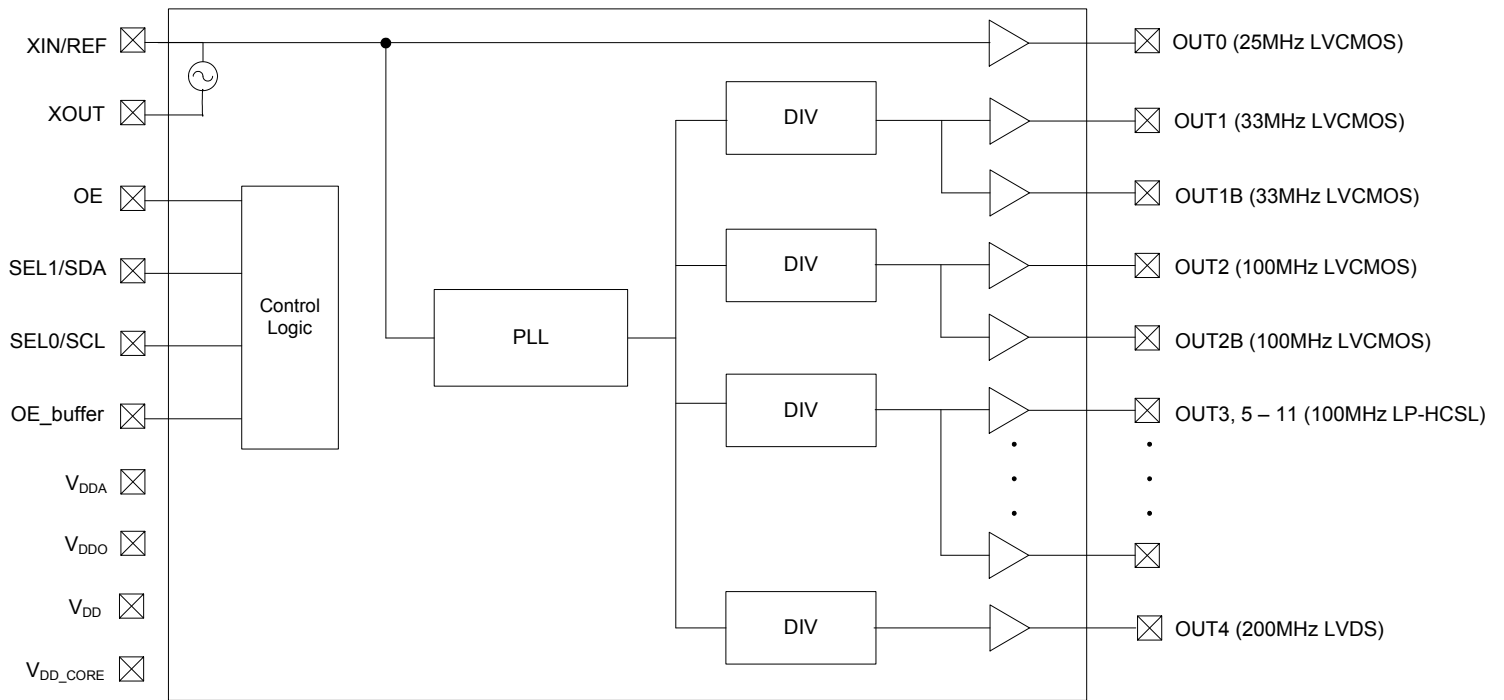 XIN/REF
XOUT
OE
SEL1/SDA
SEL0/SCL
OE_buffer
VDDA
VDDO
VDD
VDD_CORE
Control
Logic
PLL
DIV
DIV
DIV
DIV
OUT0 (25MHz LVCMOS)
OUT1 (33MHz LVCMOS)
OUT1B (33MHz LVCMOS)
OUT2 (100MHz LVCMOS)
OUT2B (100MHz LVCMOS)
OUT3, 5 – 11 (100MHz LP-HCSL)
OUT4 (200MHz LVDS)